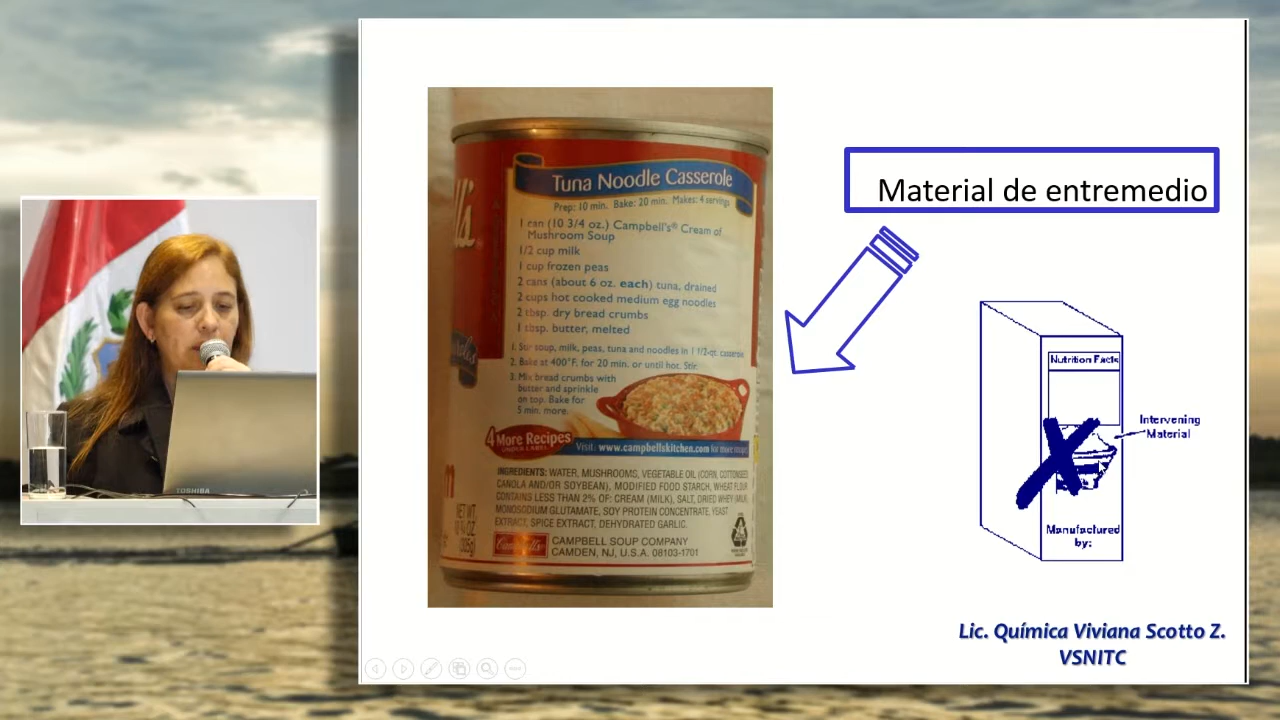 Tuna Noodle Casserole
Prep: 10 min. Bake: 20 min. Makes: 4 servings
1 can (10 3/4 oz.) Campbell's® Cream of
Mushroom Soup
1/2 cup milk
1 cup frozen peas
2 cans (about 6 oz. each) tuna, drained
2 cups hot cooked medium egg noodles
2 tbsp. dry bread crumbs
1 tbsp. butter, melted
1. Stir soup, milk, peas, tuna and noodles in 1 1/2-qt. casserole
2. Bake at 400°F. for 20 min. or until hot. Stir.
3. Mix bread crumbs with
butter and sprinkle
on top. Bake for
5 min. more.
4 More Recipes
Visit: www.campbellskitchen.com for more
INGREDIENTS: WATER, MUSHROOMS, VEGETABLE OIL (CORN, COTTONSEED
CANOLA AND/OR SOYBEAN), MODIFIED FOOD STARCH, WHEAT FLOUR
CONTAINS LESS THAN 2% OF: CREAM (MILK), SALT, DRIED WHEY (MILK)
MONOSODIUM GLUTAMATE, SOY PROTEIN CONCENTRATE, YEAST
EXTRACT, SPICE EXTRACT, DEHYDRATED GARLIC.
NET WT.
Campbell's
CAMPBELL SOUP COMPANY
CAMDEN, NJ, U.S.A. 08103-1701
Material de entremedio
Nutrition Facts
Intervening
Material
Manufactured
by:
Lic. Química Viviana Scotto Z.
VSNITC
TOSHIBA